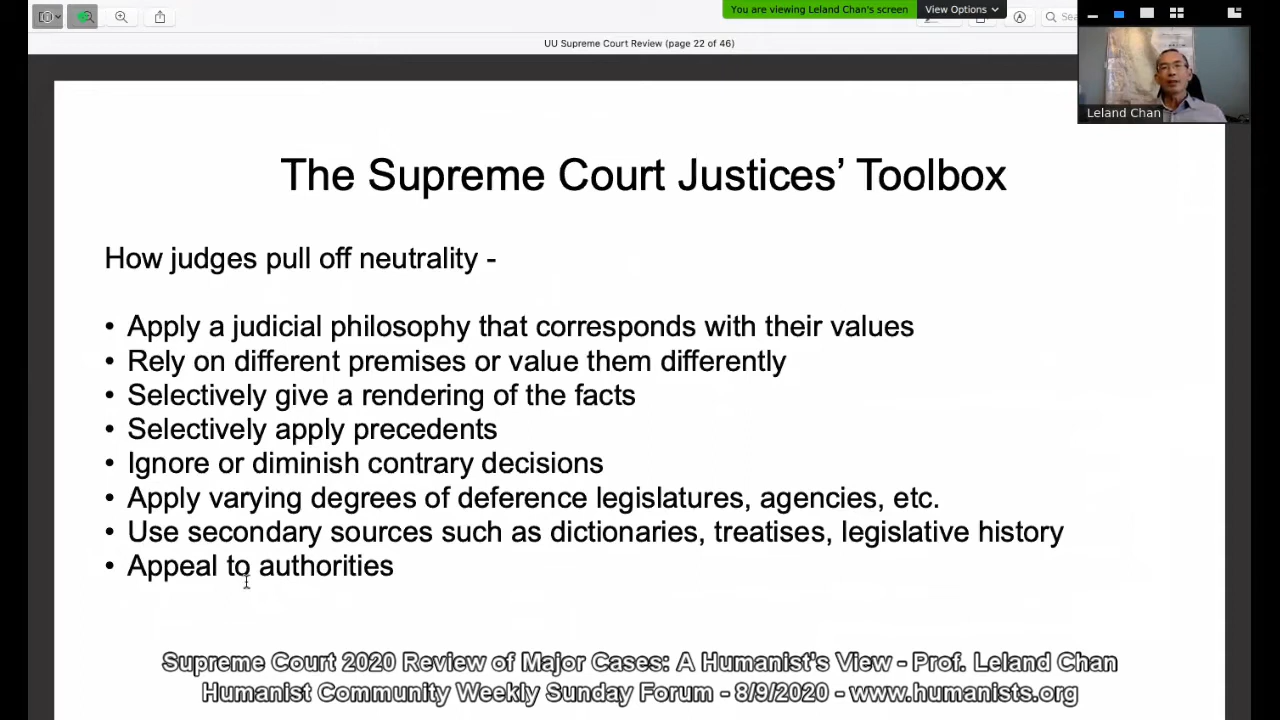 You are viewing Leland Chan's screen
View Options
UU Supreme Court Review (page 22 of 46)
Leland Chan
The Supreme Court Justices’ Toolbox
How judges pull off neutrality -
• Apply a judicial philosophy that corresponds with their values
• Rely on different premises or value them differently
• Selectively give a rendering of the facts
• Selectively apply precedents
• Ignore or diminish contrary decisions
• Apply varying degrees of deference legislatures, agencies, etc.
• Use secondary sources such as dictionaries, treatises, legislative history
• Appeal to authorities
Supreme Court 2020 Review of Major Cases: A Humanist's View - Prof. Leland Chan
Humanist Community Weekly Sunday Forum - 8/9/2020 - www.humanists.org